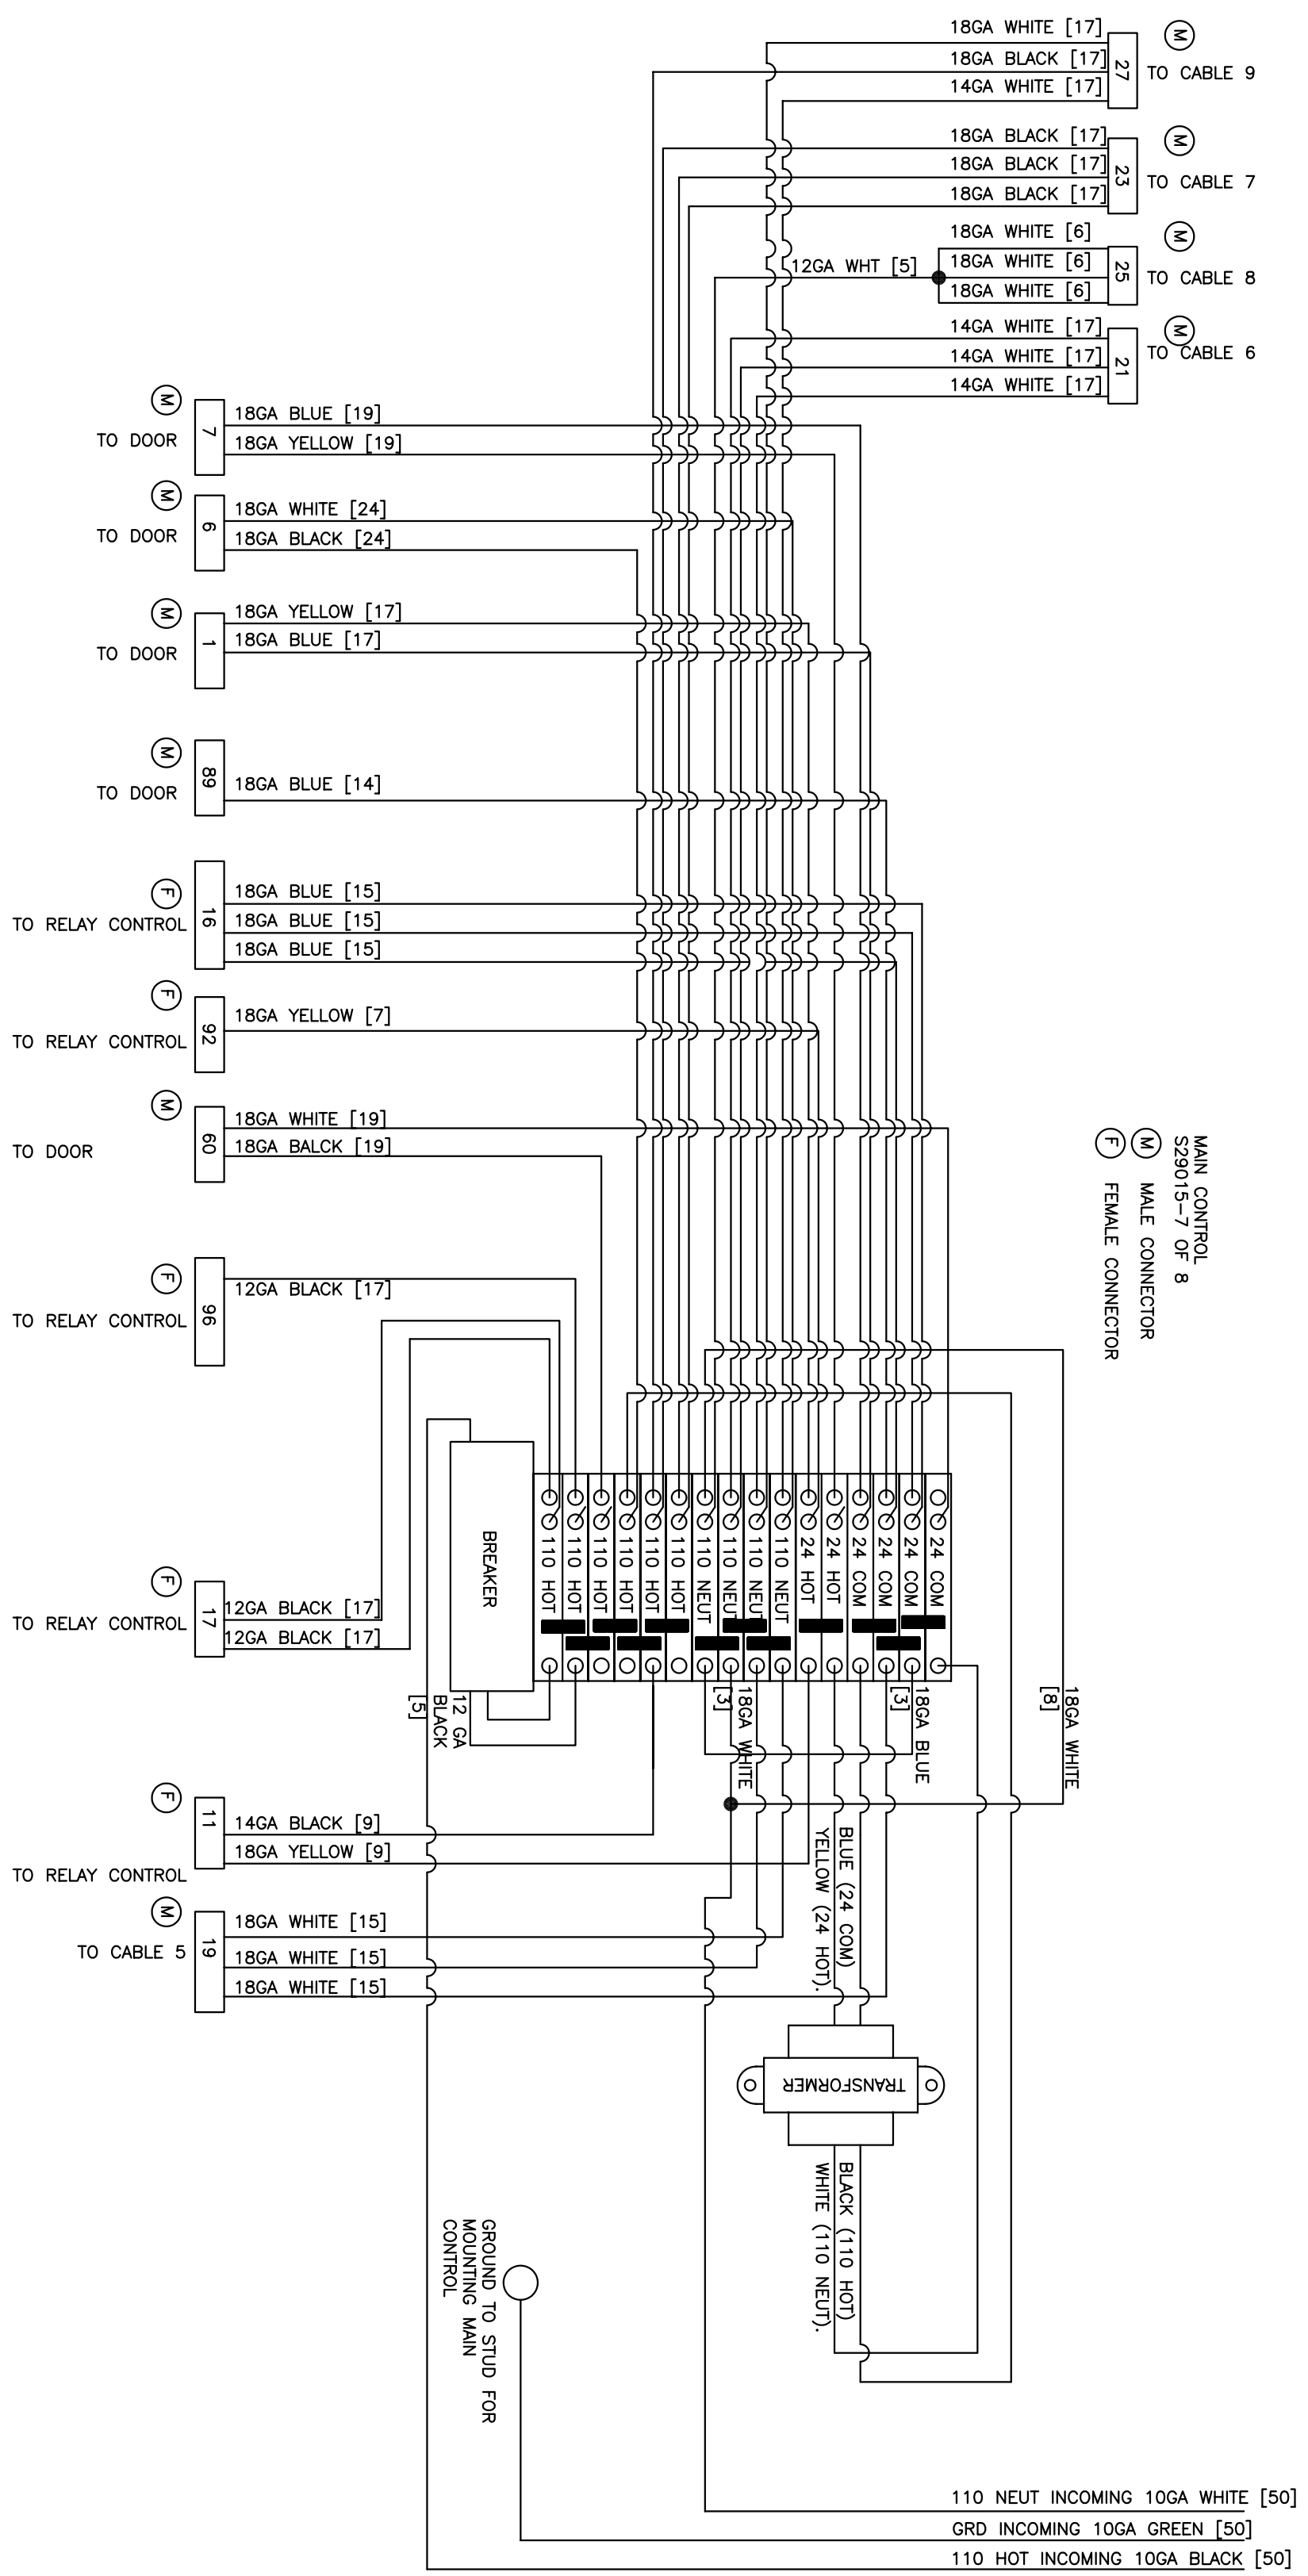 18GA WHITE [17]
18GA BLACK [17]
14GA WHITE [17]
27
M
TO CABLE 9
18GA BLACK [17]
18GA BLACK [17]
18GA BLACK [17]
23
M
TO CABLE 7
18GA WHITE [6]
12GA WHT [5]
18GA WHITE [6]
18GA WHITE [6]
25
M
TO CABLE 8
14GA WHITE [17]
14GA WHITE [17]
14GA WHITE [17]
21
M
TO CABLE 6
M
TO DOOR
7
18GA BLUE [19]
18GA YELLOW [19]
M
TO DOOR
6
18GA WHITE [24]
18GA BLACK [24]
M
TO DOOR
1
18GA YELLOW [17]
18GA BLUE [17]
M
TO DOOR
89
18GA BLUE [14]
F
TO RELAY CONTROL
16
18GA BLUE [15]
18GA BLUE [15]
18GA BLUE [15]
F
TO RELAY CONTROL
92
18GA YELLOW [7]
M
TO DOOR
60
18GA WHITE [19]
18GA BALCK [19]
MAIN CONTROL
S29015-7 OF 8
M MALE CONNECTOR
F FEMALE CONNECTOR
F
TO RELAY CONTROL
96
12GA BLACK [17]
BREAKER
110 HOT
110 HOT
110 HOT
110 HOT
110 HOT
110 HOT
110 NEUT
110 NEUT
110 NEUT
110 NEUT
24 HOT
24 HOT
24 COM
24 COM
24 COM
24 COM
F
TO RELAY CONTROL
17
12GA BLACK [17]
12GA BLACK [17]
12 GA
BLACK
[5]
18GA WHITE
[3]
18GA BLUE
[3]
18GA WHITE
[8]
F
TO RELAY CONTROL
11
14GA BLACK [9]
18GA YELLOW [9]
M
TO CABLE 5
19
18GA WHITE [15]
18GA WHITE [15]
18GA WHITE [15]
BLUE (24 COM)
YELLOW (24 HOT).
TRANSFORMER
BLACK (110 HOT)
WHITE (110 NEUT).
GROUND TO STUD FOR
MOUNTING MAIN
CONTROL
110 NEUT INCOMING 10GA WHITE [50]
GRD INCOMING 10GA GREEN [50]
110 HOT INCOMING 10GA BLACK [50]